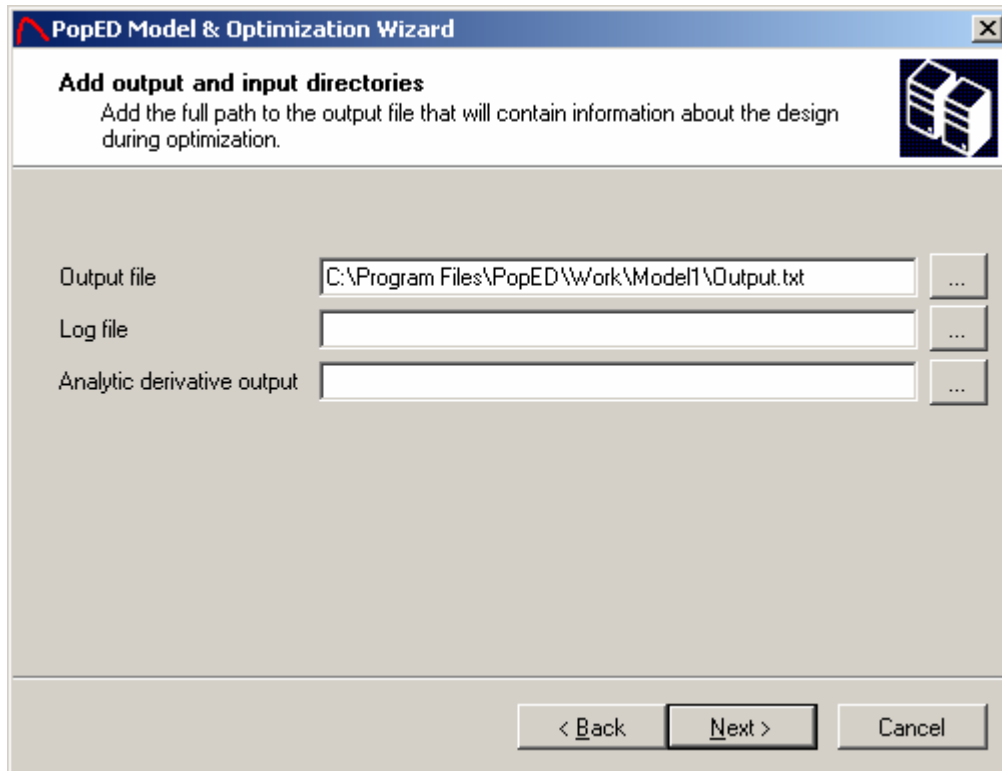 PopED Model & Optimization Wizard
Add output and input directories
Add the full path to the output file that will contain information about the design
during optimization.
Output file
C:\Program Files\PopED\Work\Model1\Output.txt
...
Log file
...
Analytic derivative output
...
< Back
Next >
Cancel